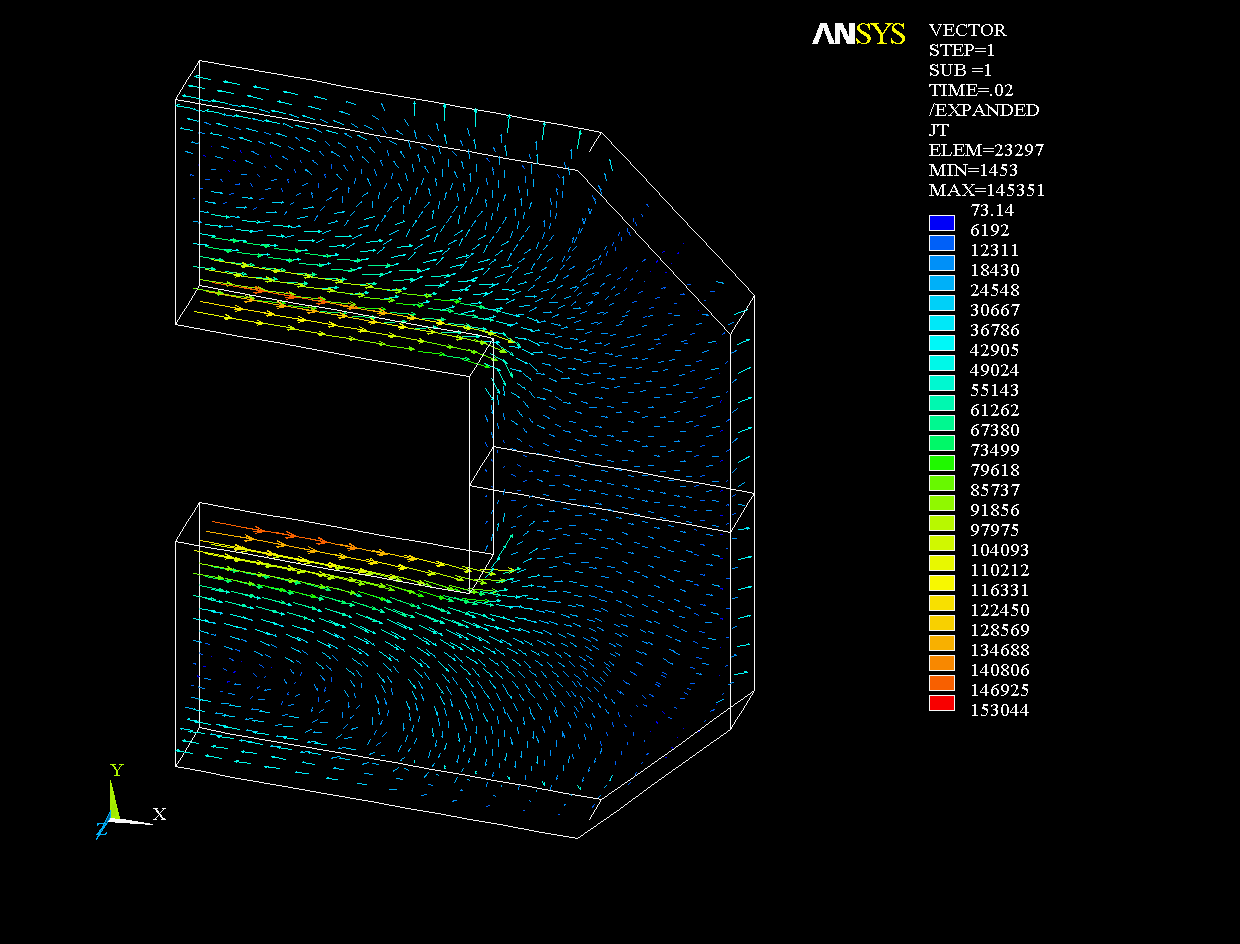 ANSYS
VECTOR
STEP=1
SUB =1
TIME=.02
/EXPANDED
JT
ELEM=23297
MIN=1453
MAX=145351
73.14
6192
12311
18430
24548
30667
36786
42905
49024
55143
61262
67380
73499
79618
85737
91856
97975
104093
110212
116331
122450
128569
134688
140806
146925
153044
Y
X
Z